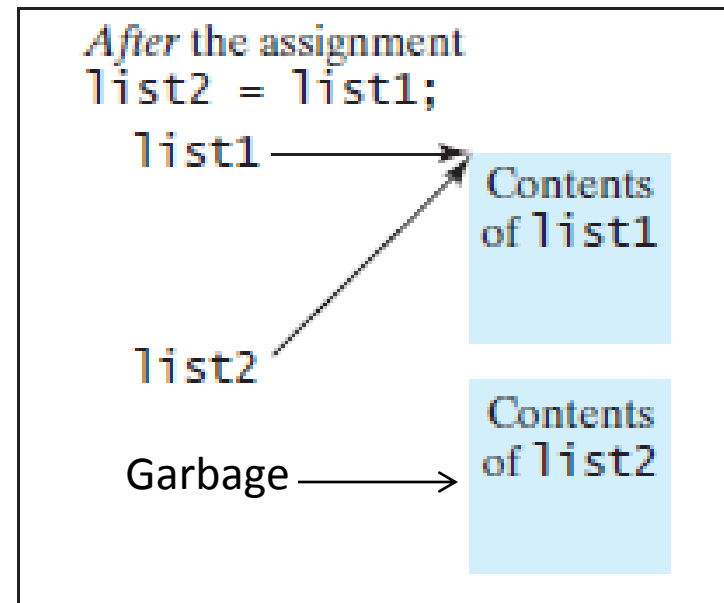 After the assignment
list2 = list1;
list1
Contents
of list1
list2
Contents
of list2
Garbage